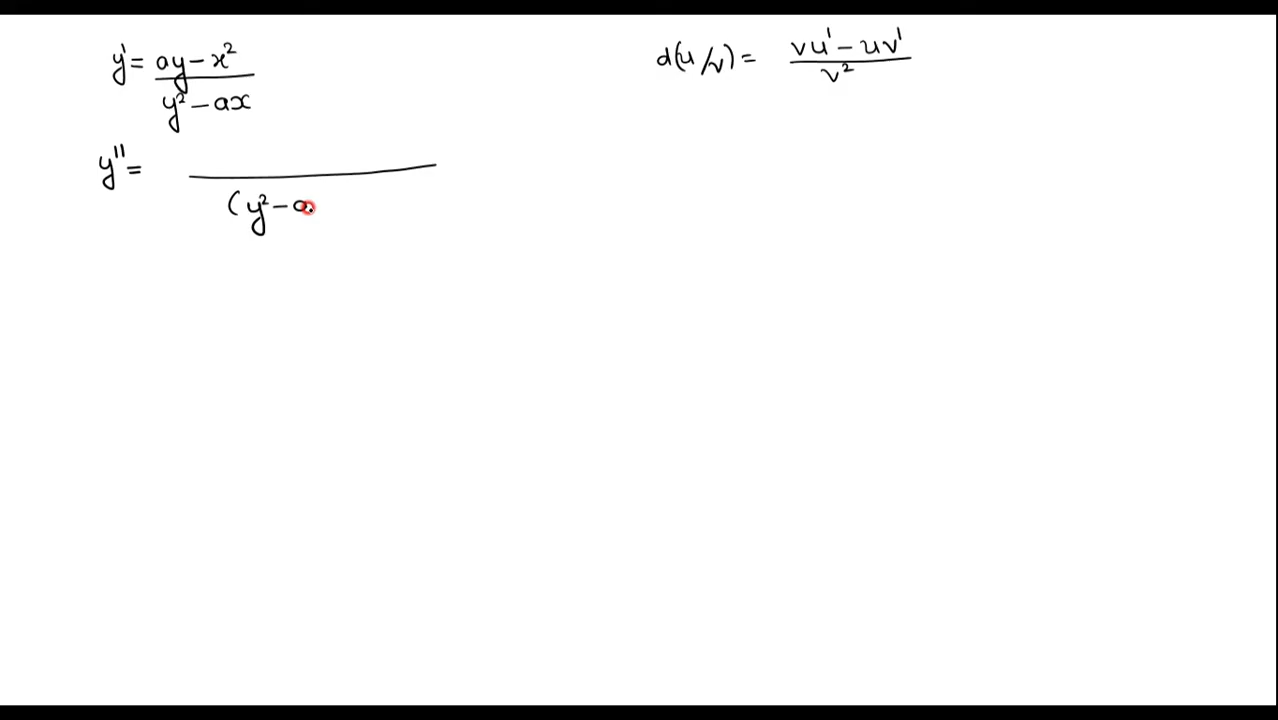 y' = ay - x²
y² - ax
d(u/v) = vu' - uv'
v²
y'' =
(y² - a